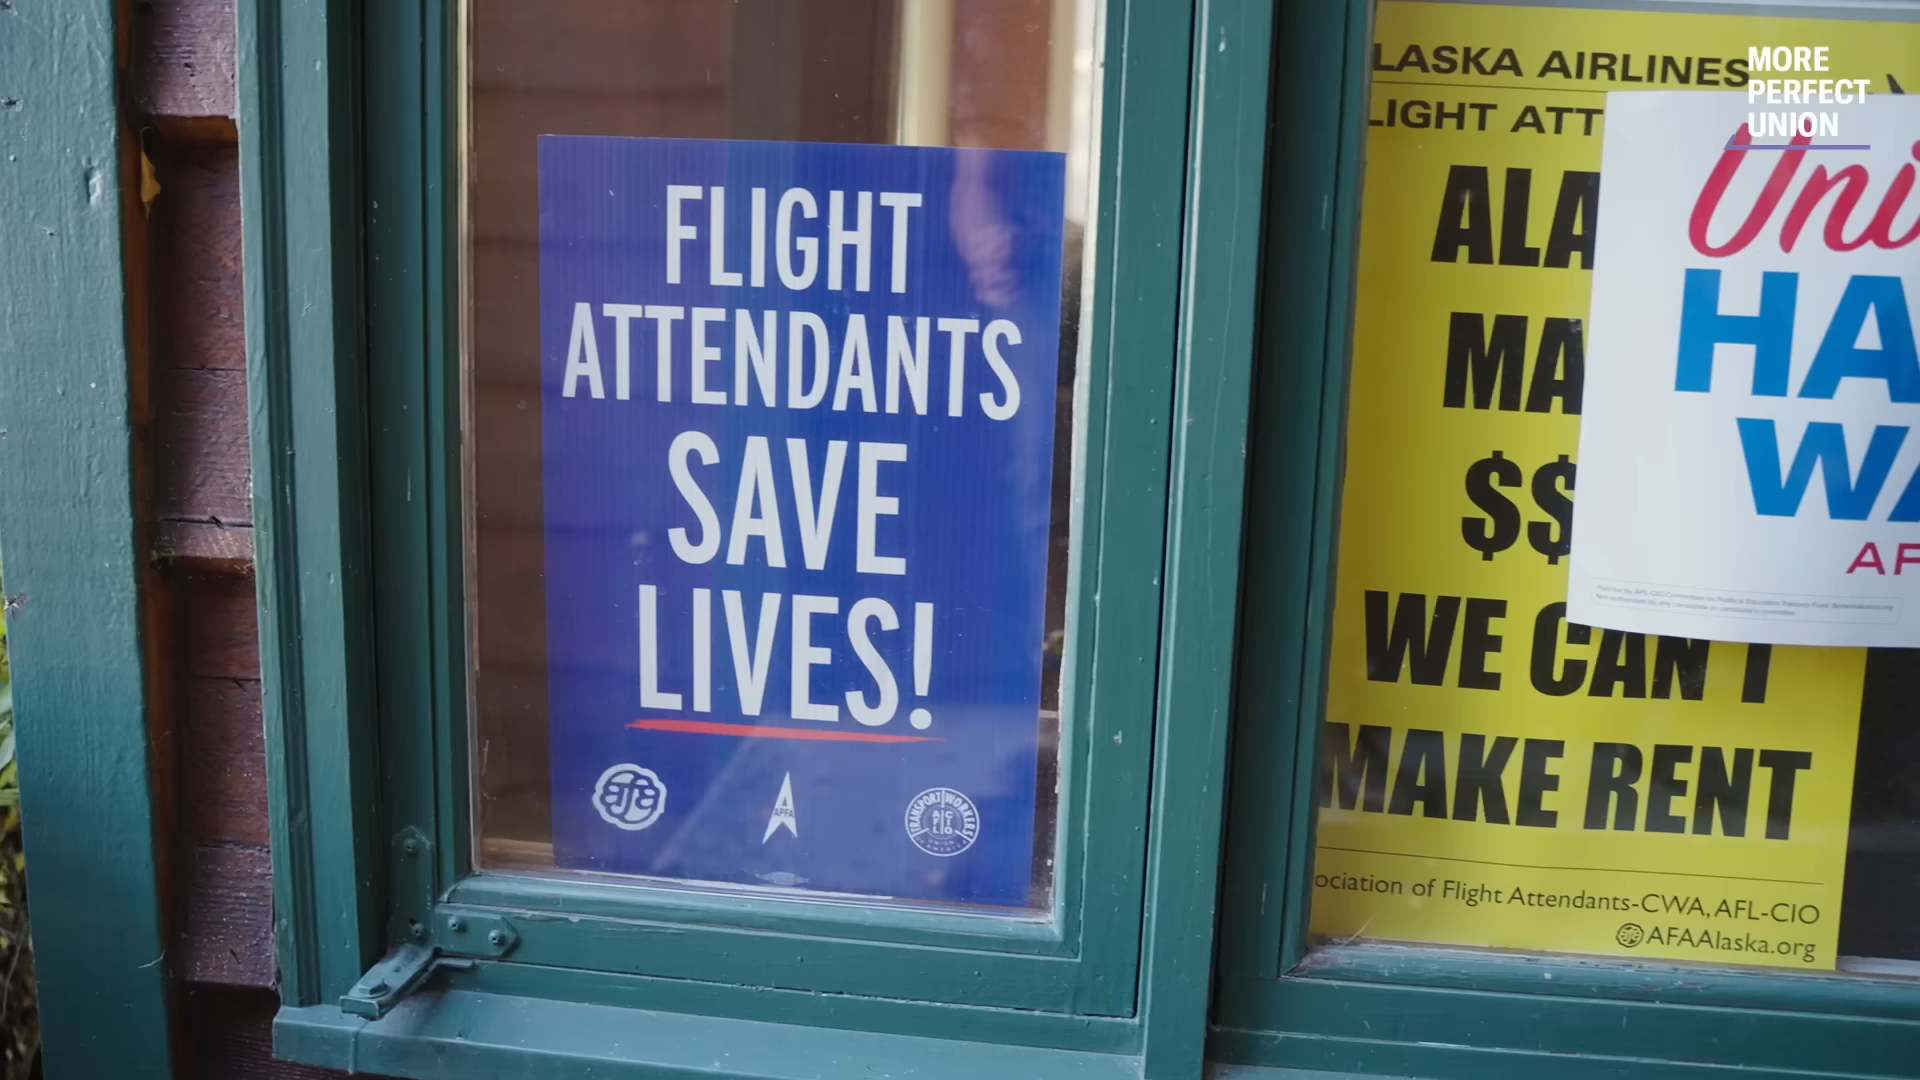 FLIGHT
ATTENDANTS
SAVE
LIVES!
afa
APFA
TRANSPORT WORKERS
AFL CIO
UNION
OF AMERICA
LASKA AIRLINES
LIGHT ATT
ALA
MA
$$
WE CAN'T
MAKE RENT
ociation of Flight Attendants-CWA, AFL-CIO
AFAAlaska.org
Uni
HA
WA
AF
MORE
PERFECT
UNION